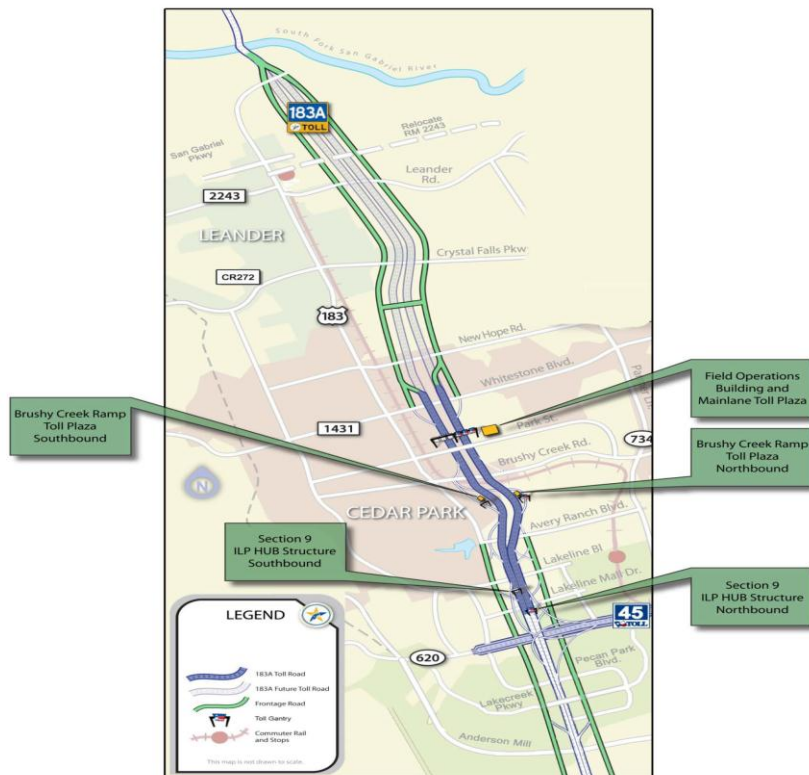 South Fork San Gabriel River
183A
TOLL
Relocate
RM 2243
San Gabriel
Pkwy
Leander
Rd.
2243
LEANDER
Crystal Falls Pkwy
CR272
183
New Hope Rd.
Whitestone Blvd.
Field Operations
Building and
Mainlane Toll Plaza
Brushy Creek Ramp
Toll Plaza
Southbound
Park St.
1431
734
Brushy Creek Rd.
Brushy Creek Ramp
Toll Plaza
Northbound
N
CEDAR PARK
Avery Ranch Blvd.
Section 9
ILP HUB Structure
Southbound
Lakeline Bl
Lakeline Mall Dr.
Section 9
ILP HUB Structure
Northbound
45
TOLL
620
Pecan Park
Blvd.
Lakecreek
Pkwy
Anderson Mill
LEGEND
183A Toll Road
183A Future Toll Road
Frontage Road
Toll Gantry
Commuter Rail
and Stops
This map is not drawn to scale.